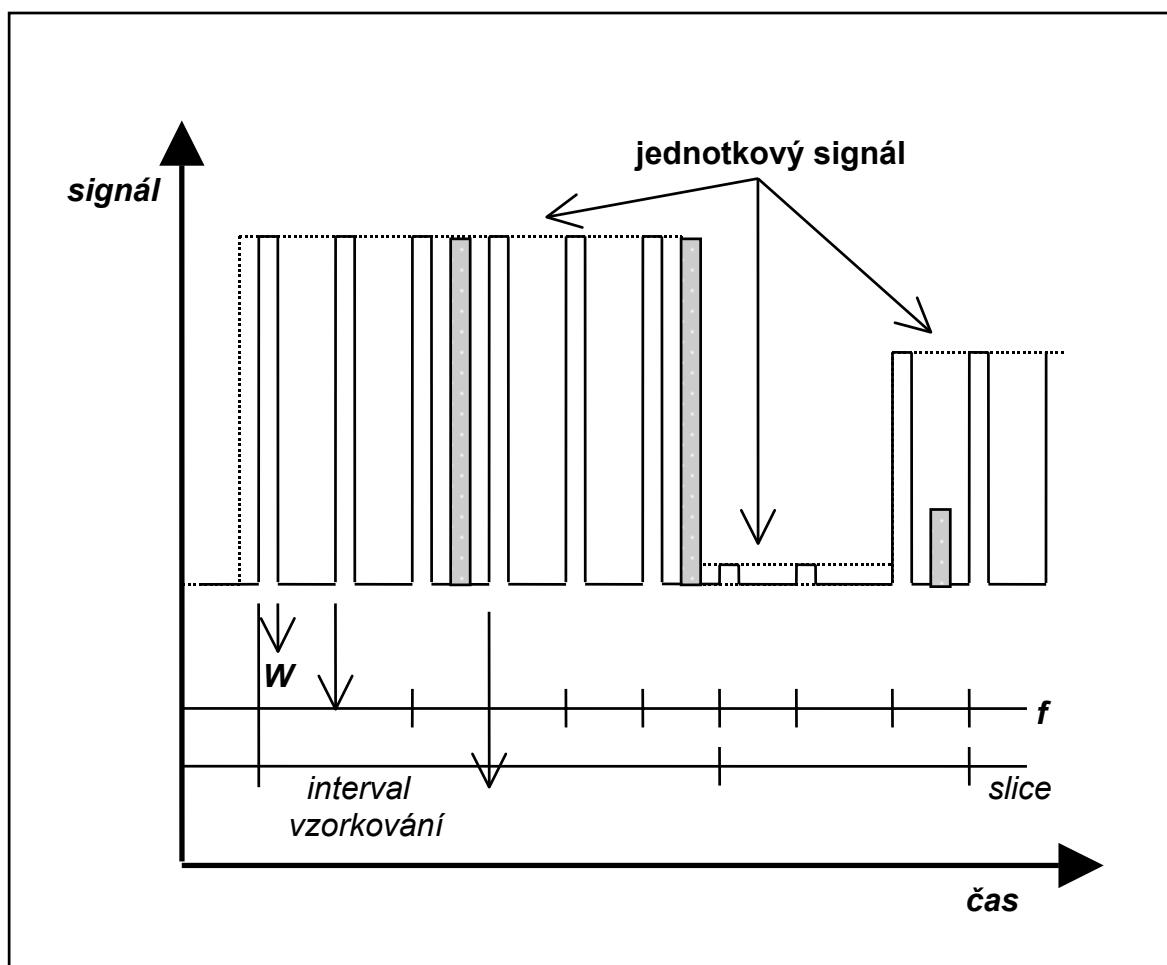 jednotkový signál
signál
W
f
interval
vzorkování
slice
čas